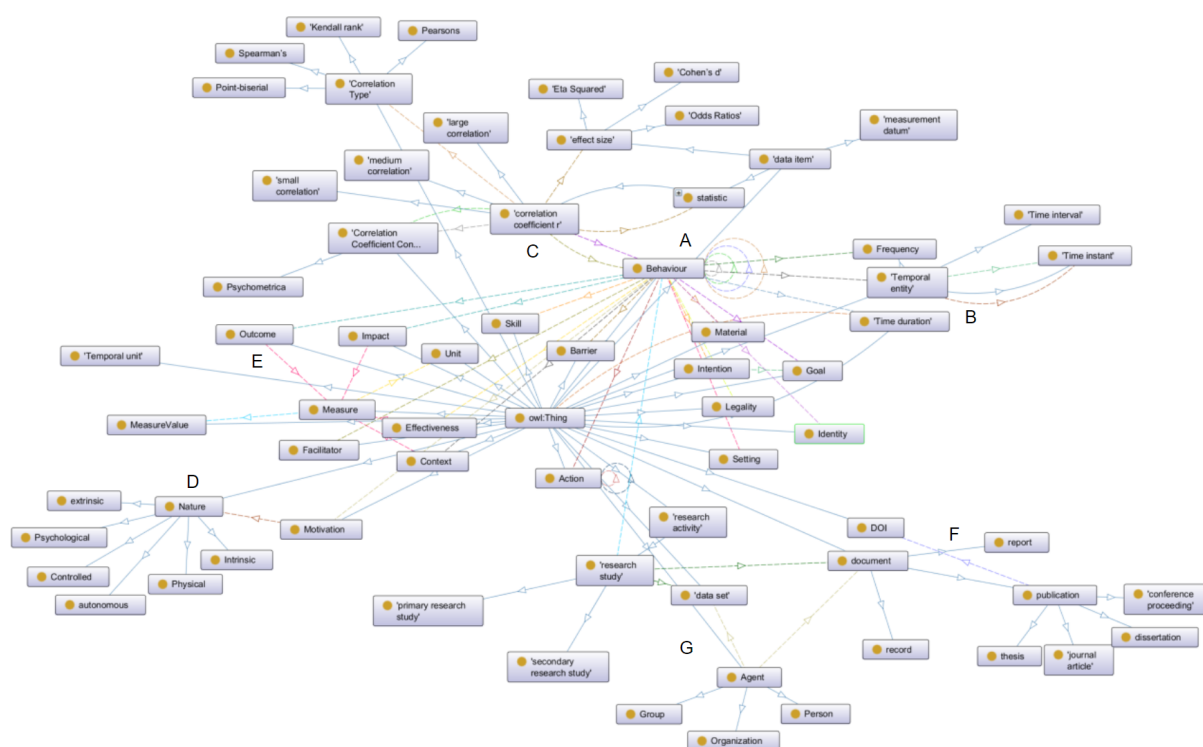 'Kendall rank'
Pearsons
Spearman's
Point-biserial
'Correlation
Type'
'Cohen's d'
'Eta Squared'
'Odds Ratios'
'large
correlation'
'effect size'
'measurement
datum'
'medium
correlation'
'data item'
'small
correlation'
statistic
'correlation
coefficient r'
'Time interval'
'Correlation
Coefficient Con...
C
A
Frequency
'Time instant'
Behaviour
'Temporal
entity'
Psychometrica
B
Outcome
Impact
Skill
Material
'Time duration'
'Temporal unit'
E
Unit
Barrier
Intention
Goal
Measure
MeasureValue
Effectiveness
owl:Thing
Legality
Identity
Facilitator
Context
Setting
D
Action
extrinsic
Nature
Motivation
'research
activity'
DOI
F
report
Psychological
Intrinsic
document
Controlled
Physical
'research
study'
autonomous
'primary research
study'
'data set'
publication
'conference
proceeding'
dissertation
G
record
thesis
'journal
article'
'secondary
research study'
Agent
Group
Person
Organization